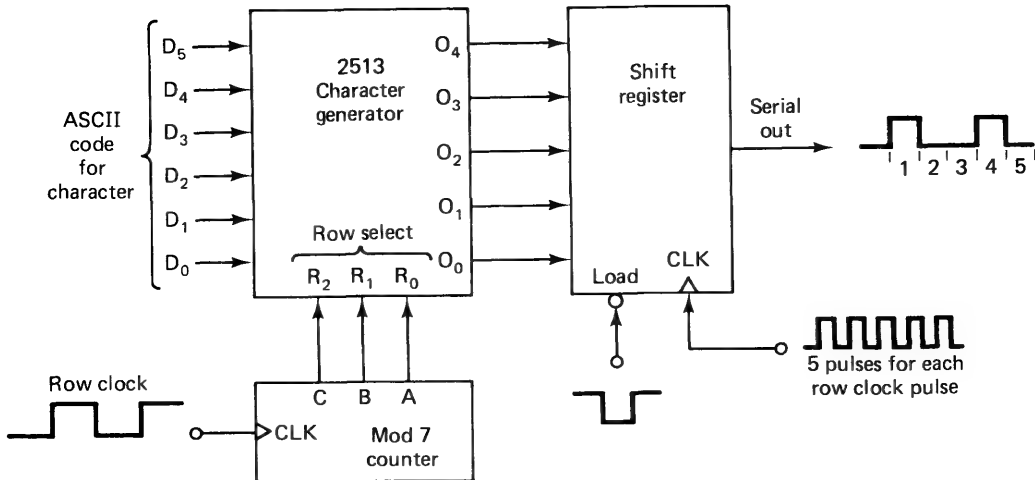 D5
D4
D3
D2
D1
D0
ASCII
code
for
character
2513
Character
generator
O4
O3
O2
O1
O0
Row select
R2 R1 R0
Shift
register
Load
CLK
Serial
out
1 2 3 4 5
5 pulses for each
row clock pulse
Row clock
C B A
CLK
Mod 7
counter